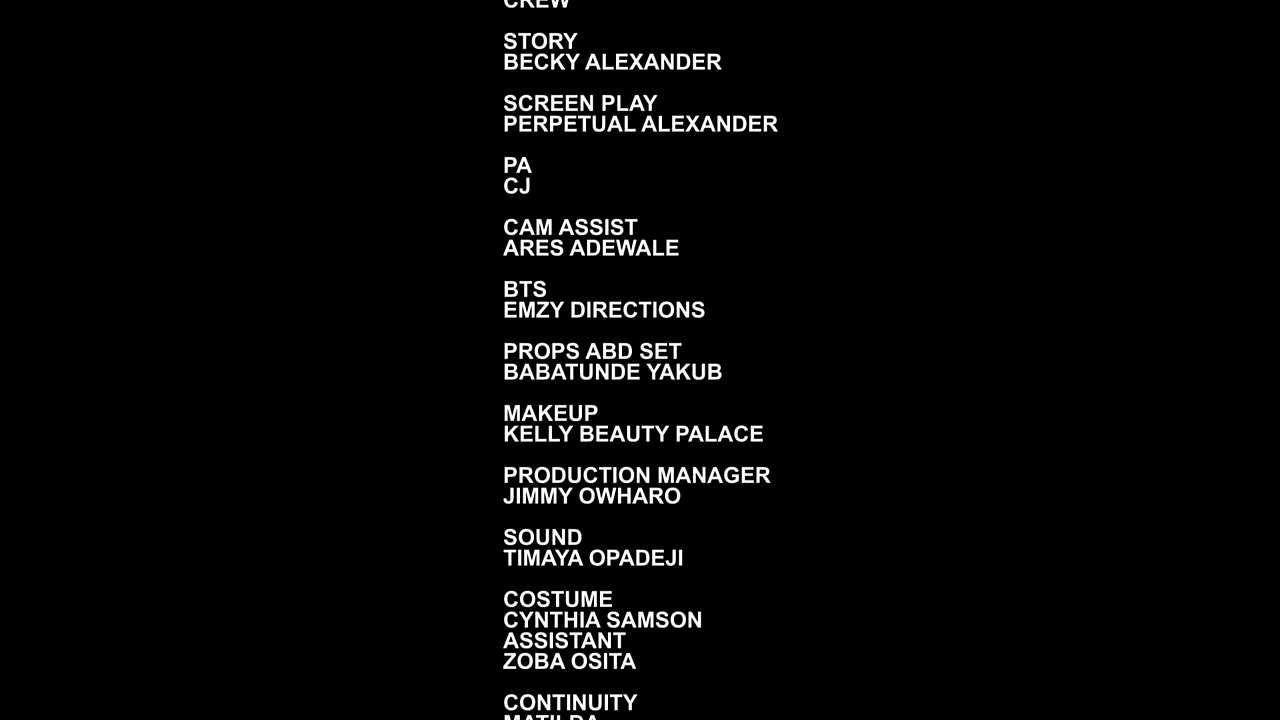 CREW
STORY
BECKY ALEXANDER
SCREEN PLAY
PERPETUAL ALEXANDER
PA
CJ
CAM ASSIST
ARES ADEWALE
BTS
EMZY DIRECTIONS
PROPS ABD SET
BABATUNDE YAKUB
MAKEUP
KELLY BEAUTY PALACE
PRODUCTION MANAGER
JIMMY OWHARO
SOUND
TIMAYA OPADEJI
COSTUME
CYNTHIA SAMSON
ASSISTANT
ZOBA OSITA
CONTINUITY
MATILDA